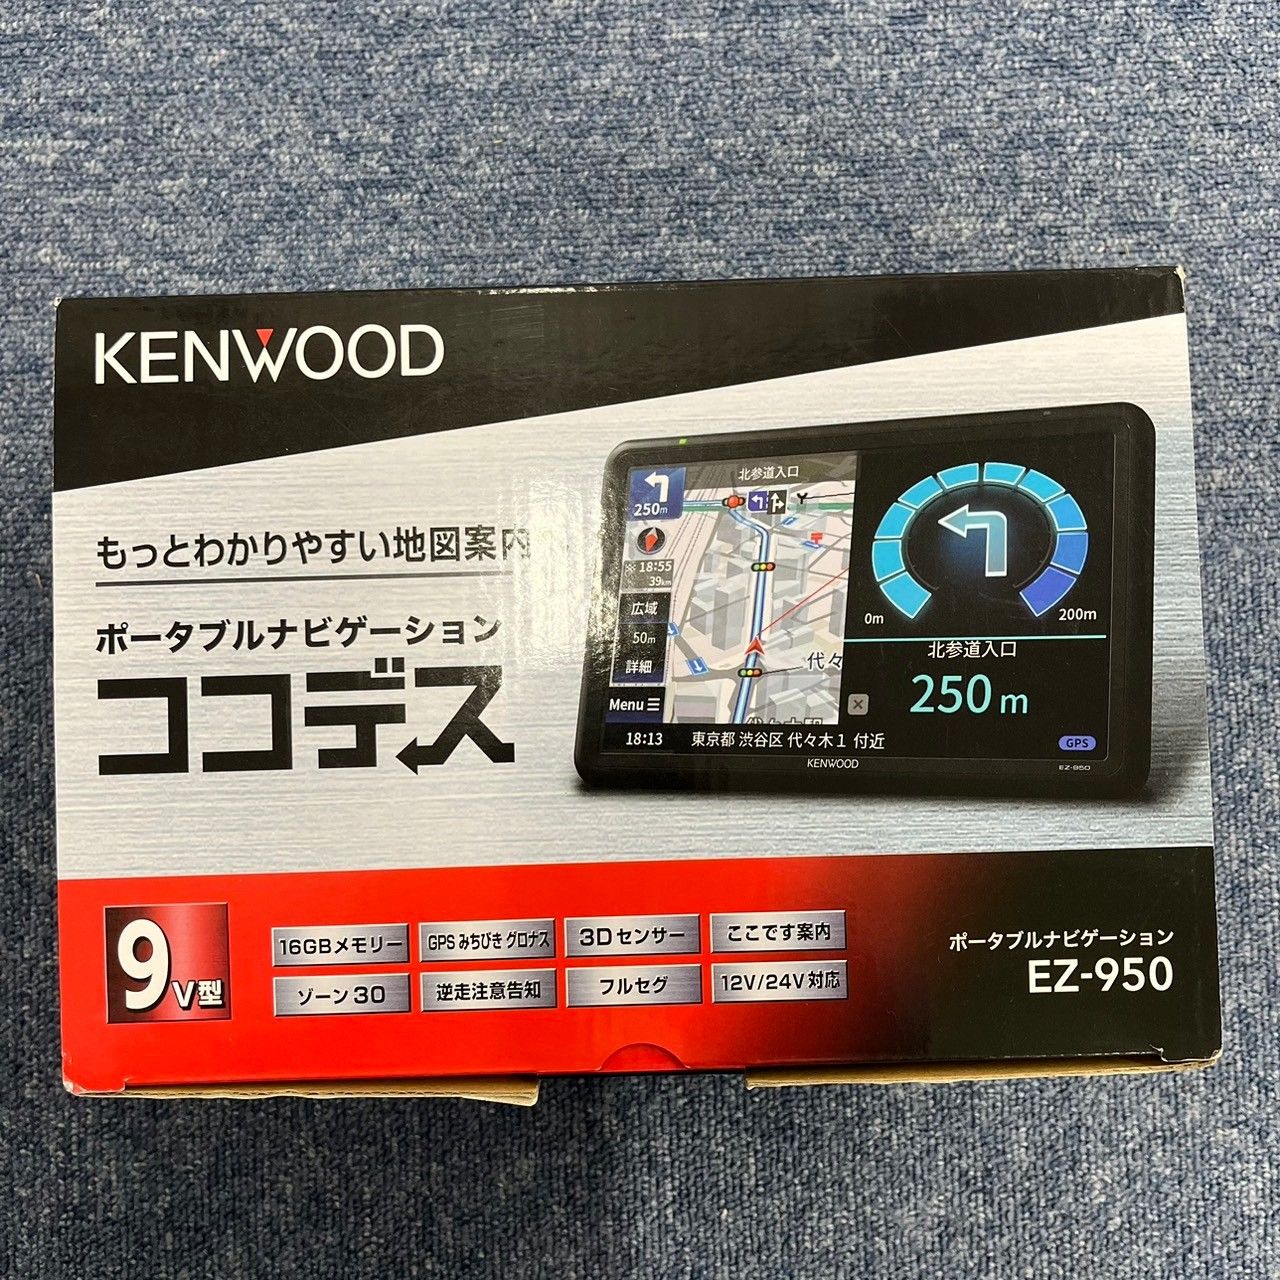 KENWOOD
もっとわかりやすい地図案内
ポータブルナビゲーション
ココデス
250m
北参道入口
18:55
39km
広域
50m
詳細
Menu
代々
18:13 東京都 渋谷区 代々木1 付近
KENWOOD
0m
200m
北参道入口
250m
GPS
EZ-950
9V型
16GBメモリー
GPS みちびき グロナス
3Dセンサー
ここです案内
ゾーン30
逆走注意告知
フルセグ
12V/24V対応
ポータブルナビゲーション
EZ-950